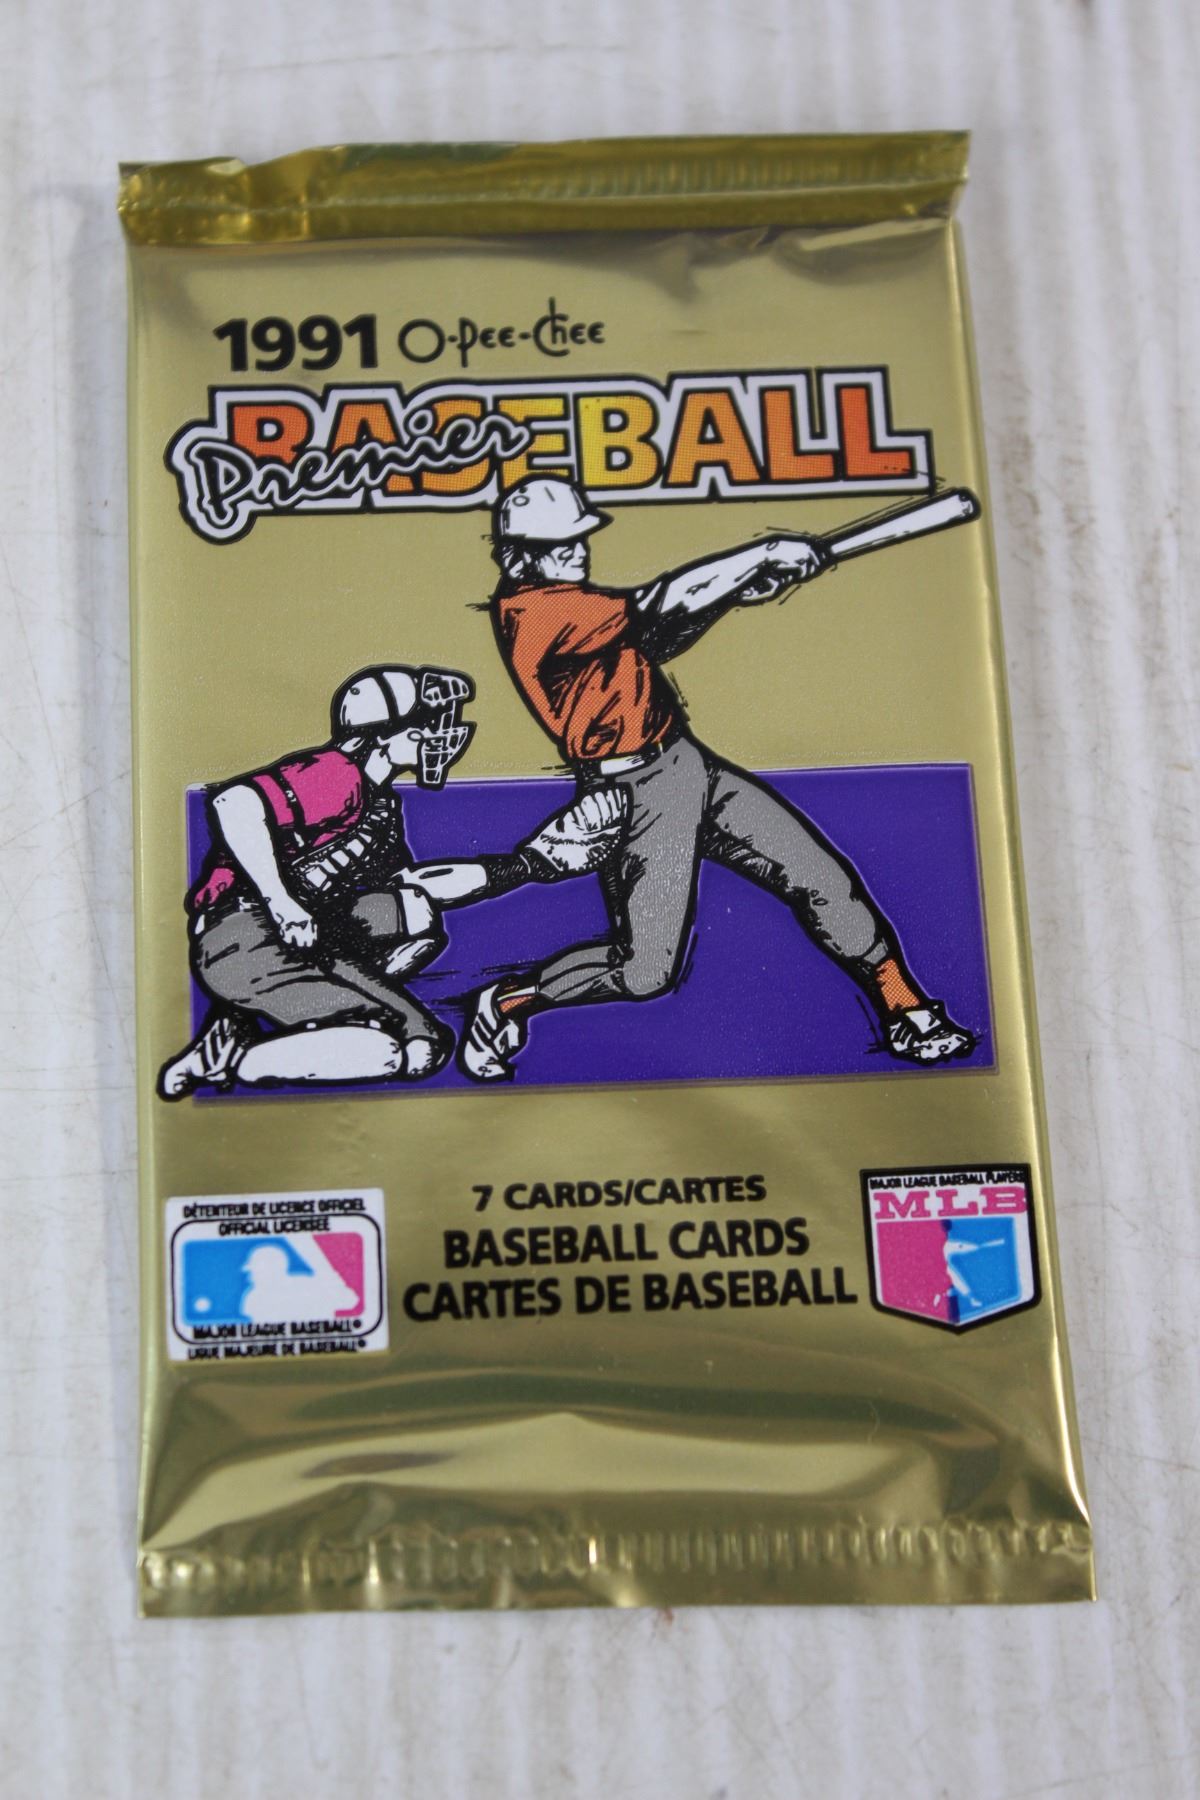 1991 O-Pee-Chee
Premier BASEBALL
7 CARDS/CARTES
BASEBALL CARDS
CARTES DE BASEBALL
DÉTENTEUR DE LICENCE OFFICIEL
OFFICIAL LICENSEE
MAJOR LEAGUE BASEBALL®
LIGUE MAJEURE DE BASEBALL®
MAJOR LEAGUE BASEBALL PLAYERS
MLB